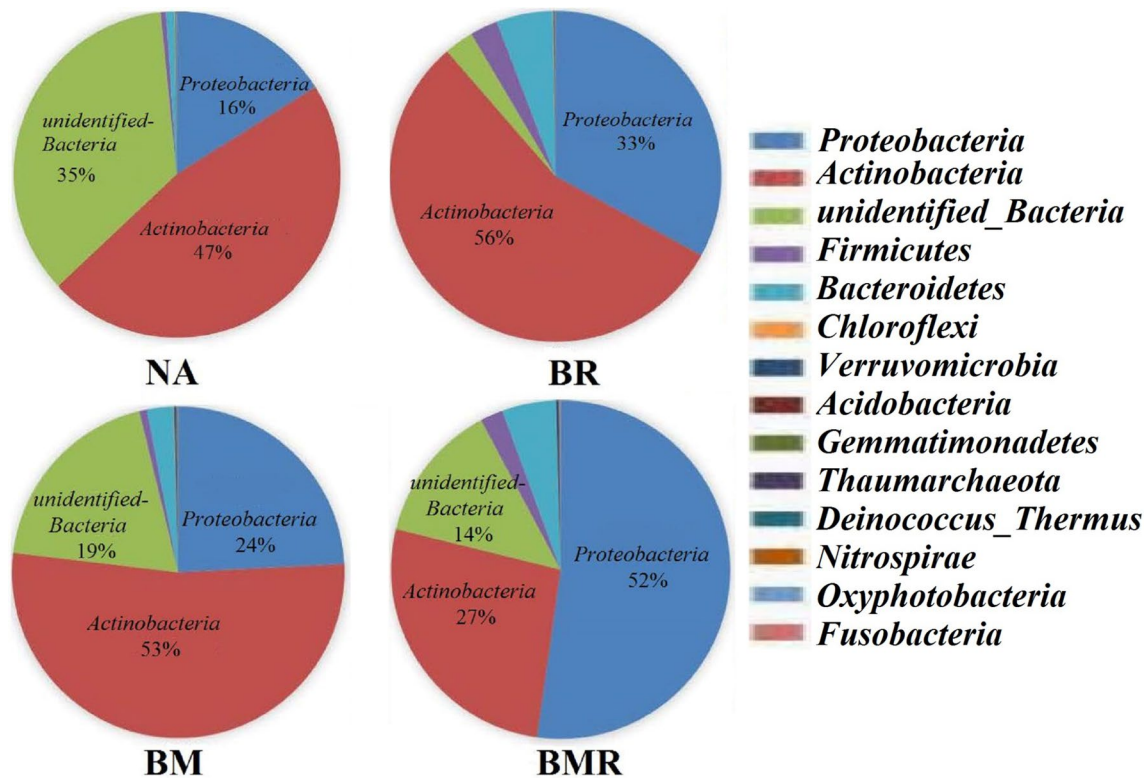 Proteobacteria
16%
unidentified-
Bacteria
35%
Actinobacteria
47%
NA
Proteobacteria
33%
Actinobacteria
56%
BR
unidentified-
Bacteria
19%
Proteobacteria
24%
Actinobacteria
53%
BM
unidentified-
Bacteria
14%
Proteobacteria
52%
Actinobacteria
27%
BMR
Proteobacteria
Actinobacteria
unidentified_Bacteria
Firmicutes
Bacteroidetes
Chloroflexi
Verruvomicrobia
Acidobacteria
Gemmatimonadetes
Thaumarchaeota
Deinococcus_Thermus
Nitrospirae
Oxyphotobacteria
Fusobacteria